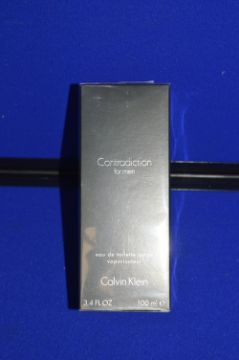 Contradiction
for men
eau de toilette spray
vaporisateur
Calvin Klein
3.4 FL OZ 100 ml e